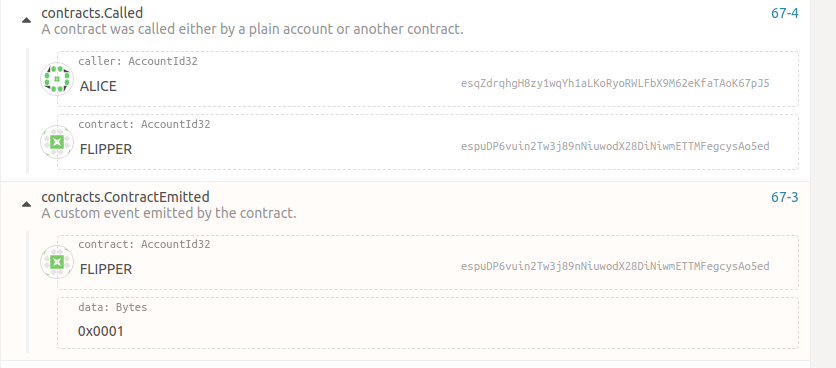 contracts.Called
67-4
A contract was called either by a plain account or another contract.
caller: AccountId32
ALICE
esqZdrqhgH8zy1wqYh1aLKoRyoRWLFbX9M62eKfaTAoK67pJ5
contract: AccountId32
FLIPPER
espuDP6vuin2Tw3j89nNiuwodX28DiNiwmETTMFegcysAo5ed
contracts.ContractEmitted
67-3
A custom event emitted by the contract.
contract: AccountId32
FLIPPER
espuDP6vuin2Tw3j89nNiuwodX28DiNiwmETTMFegcysAo5ed
data: Bytes
0x0001